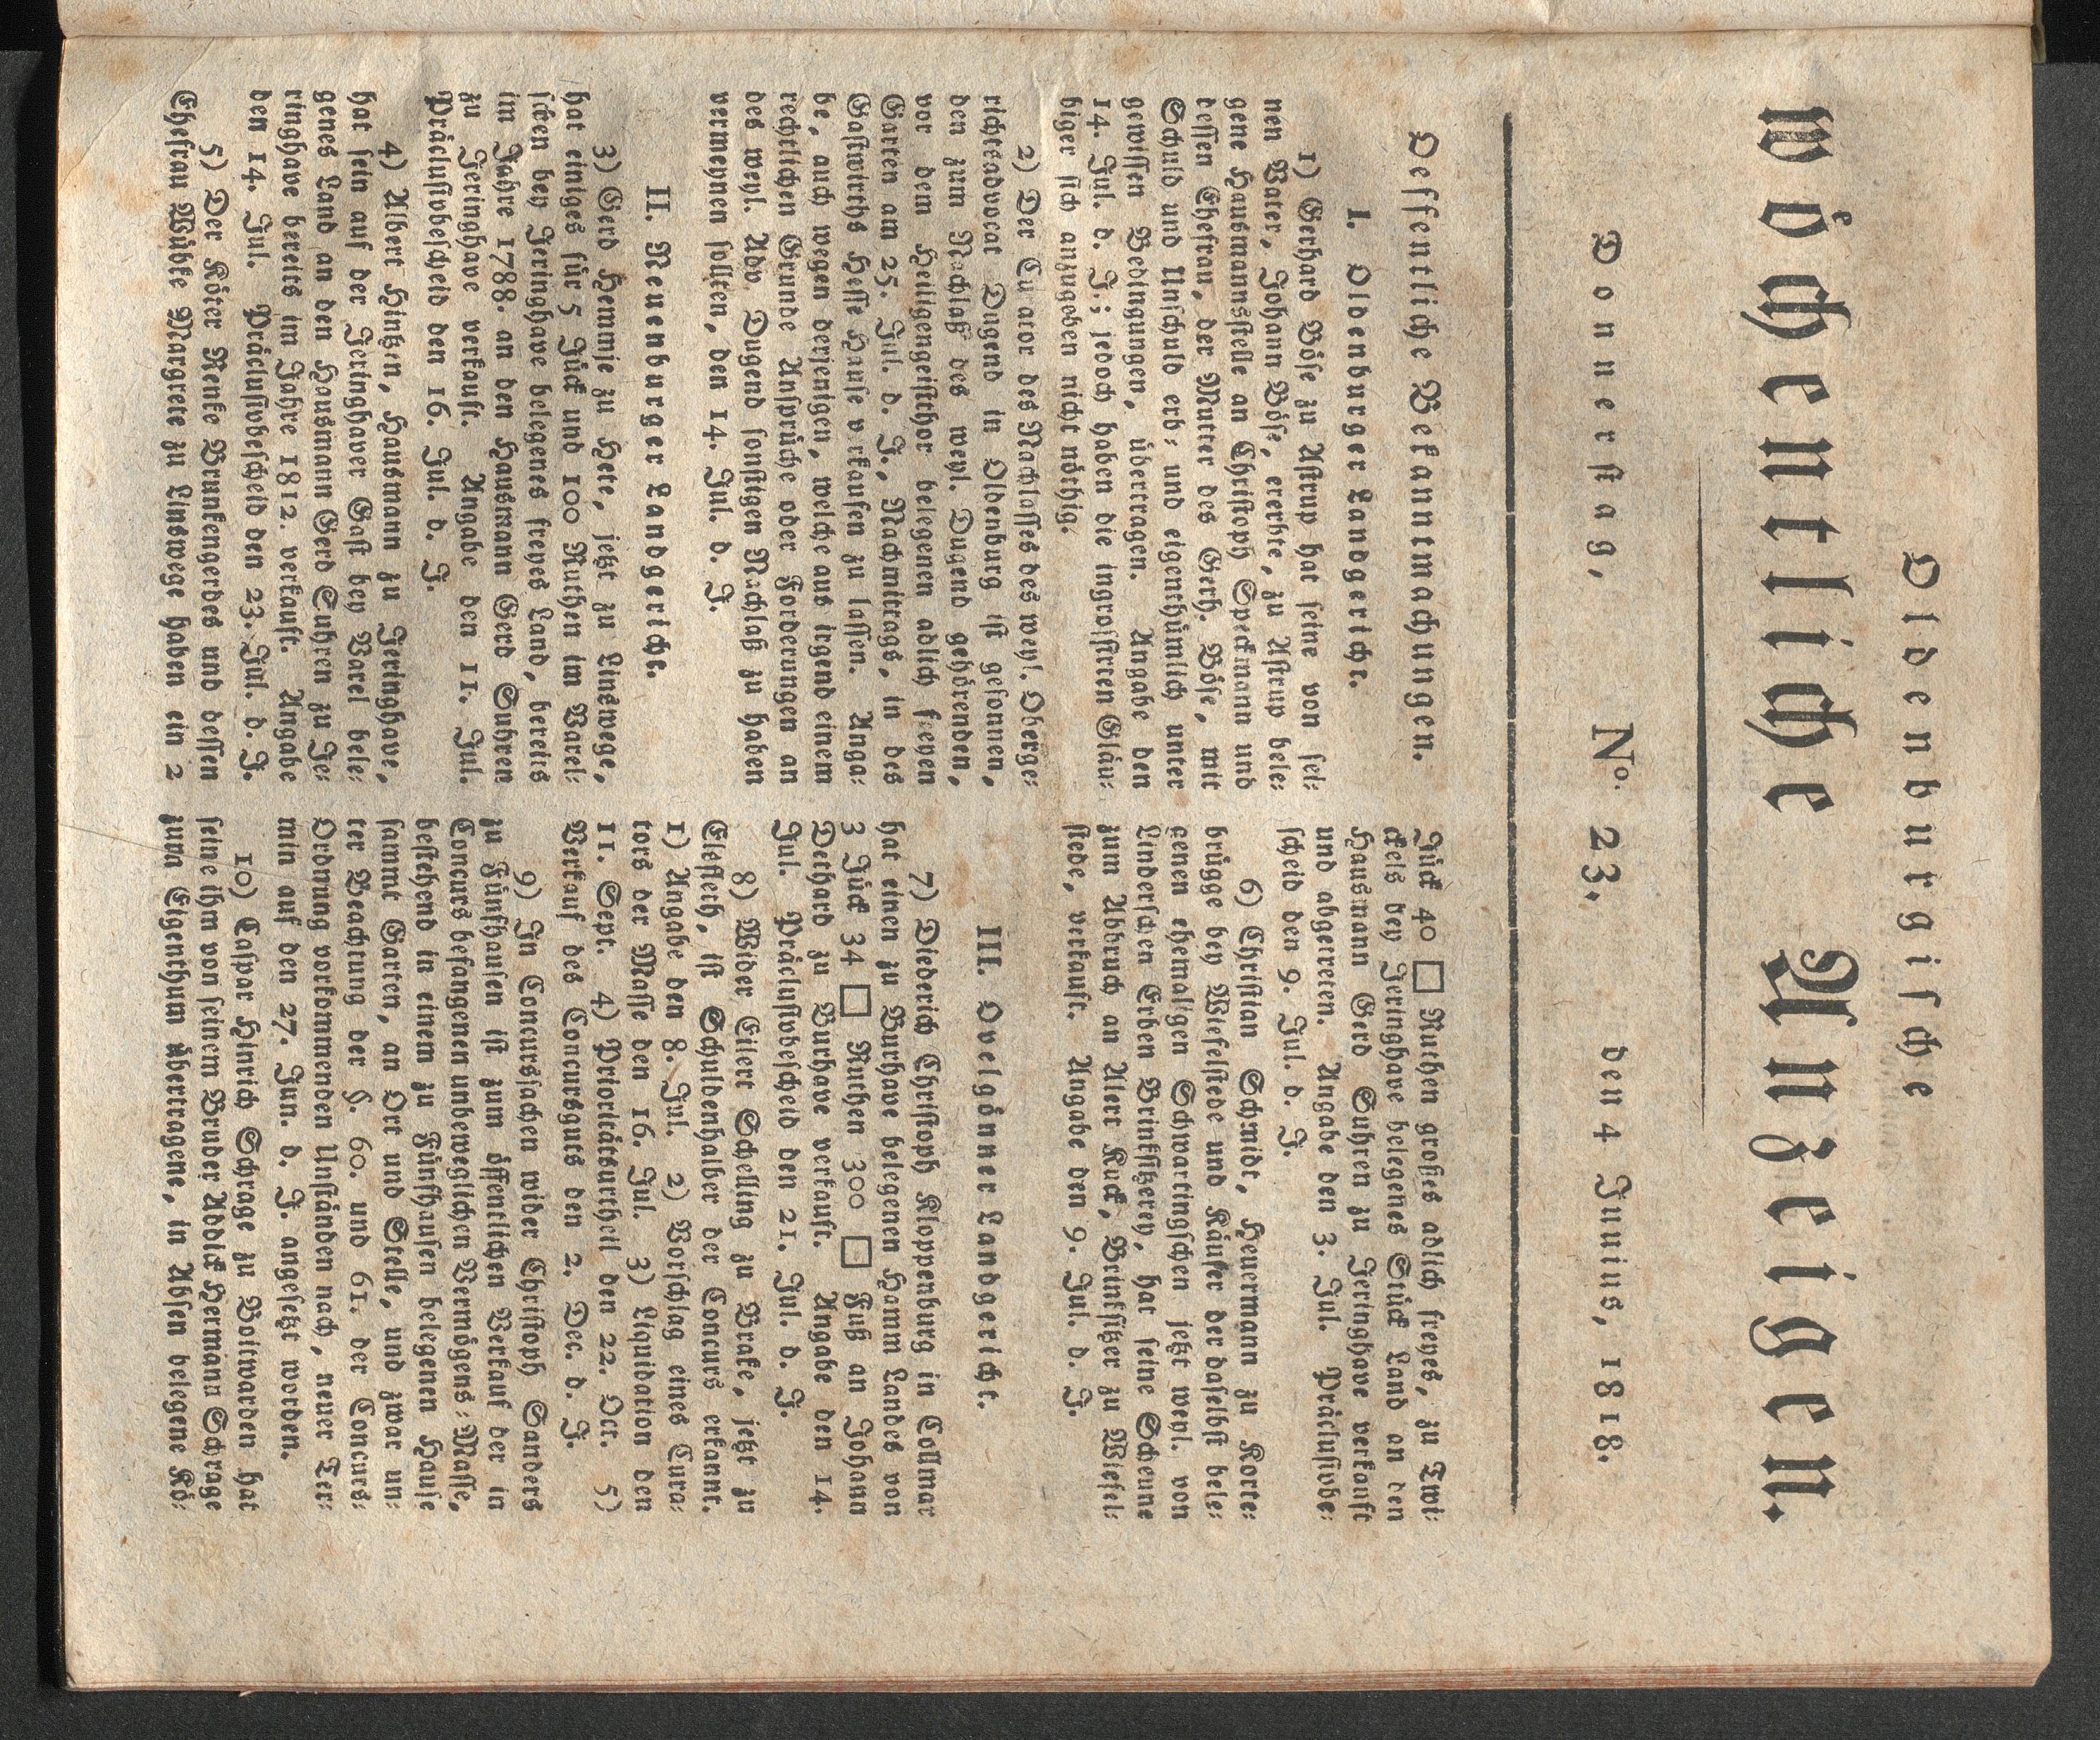 Oldenburgische
wöchentliche Anzeigen.
Donnerstag, No. 23. den 4 Junius, 1818.
Oeffentliche Bekanntmachungen.
I. Oldenburger Landgericht.
1) Gerhard Böse zu Astrup hat seine von sei-
nen Vater, Johann Böse, ererbte, zu Astrup bele-
gene Hausmannsstelle an Christoph Speckmann und
dessen Ehefrau, der Mutter des Gerh. Böse, mit
Schuld und Unschuld erb- und eigenthümlich unter
gewissen Bedingungen, übertragen. Angabe den
14. Jul. d. J.; jedoch haben die ingrossirten Gläu-
biger sich anzugeben nicht nöthig.
2) Der Cu ator des Nachlasses des weyl. Oberge-
richtsadvocat Dugend in Oldenburg ist gesonnen,
den zum Nachlaß des weyl. Dugend gehörenden,
vor dem Heiligengeistthor belegenen adlich freyen
Garten am 25. Jul. d. J., Nachmittags, in des
Gastwirths Hesse Hause v rkaufen zu lassen. Anga-
be, auch wegen derjenigen, welche aus irgend einem
rechtlichen Grunde Ansprüche oder Forderungen an
des weyl. Adv Dugend sonstigen Nachlaß zu haben
vermeynen sollten, den 14. Jul. d. J.
II. Neuenburger Landgericht.
3) Gerd Hemmje zu Hete, jetzt zu Linswege,
hat einiges für 5 Jück und 100 Ruthen im Varel-
schen bey Jeringhave belegenes freyes Land, bereits
im Jahre 1788. an den Hausmann Gerd Suhren
zu Jeringhave verkauft. Angabe den 11. Jul.
Präclusivbescheid den 16. Jul. d. J.
4) Albert Hintzen, Hausmann zu Jeringhave,
hat sein auf der Jeringhaver Gast bey Varel bele-
genes Land an den Hausmann Gerd Suhren zu Je-
ringhave bereits im Jahre 1812. verkauft. Angabe
den 14. Jul. Präclusivbescheid den 23. Jul. d. J.
5) Der Köter Renke Brunkengerdes und dessen
Ehefrau Wübke Margrete zu Linswege haben ein 2
Jück 40 □ Ruthen großes adlich freyes, zu Twi-
ckels bey Jeringhave belegenes Stück Land an den
Hausmann Gerd Suhren zu Jeringhave verkauft
und abgetreten. Angabe den 3. Jul. Präclusivbe-
scheid den 9. Jul. d. J.
6) Christian Schmidt, Heuermann zu Korte-
brügge bey Wiefelstede und Käufer der daselbst bele-
genen ehemaligen Schwartingschen jetzt weyl. von
Linderschen Erben Brinksitzerey, hat seine Scheune
zum Abbruch an Alert Kuck, Brinksitzer zu Wiefel-
stede, verkauft. Angabe den 9. Jul. d. J.
III. Ovelgönner Landgericht.
7) Diederich Christoph Kloppenburg in Collmar
hat einen zu Burhave belegenen Hamm Landes von
3 Jück 34 □ Ruthen 300 □ Fuß an Johann
Dethard zu Burhave verkauft. Angabe den 14.
Jul. Präclusivbescheid den 21. Jul. d. J.
8) Wider Eilert Schelling zu Brake, jetzt zu
Elsfleth, ist Schuldenhalber der Concurs erkannt.
1) Angabe den 8. Jul. 2) Vorschlag eines Cura-
tors der Masse den 16. Jul. 3) Liquidation den
11. Sept. 4) Prioritäturtheil den 22. Oct. 5)
Verkauf des Concursguts den 2. Dec. d. J.
9) In Concurssachen wider Christoph Sanders
zu Fünfhausen ist zum öffentlichen Verkauf der in
Concurs befangenen unbeweglichen Vermögens-Masse,
bestehend in einem zu Fünfhausen belegenen Hause
sammt Garten, an Ort und Stelle, und zwar un-
ter Beachtung der §. 60. und 61. der Concurs-
Ordnung vorkommenden Unständen nach, neuer Ter-
min auf den 27. Jun. d. J. angesetzt worden.
10) Caspar Hinrich Schrage zu Boitwarden hat
seine ihm von seinem Bruder Addik Hermann Schrage
zum Eigenthum übertragene, in Absen belegene Kö-